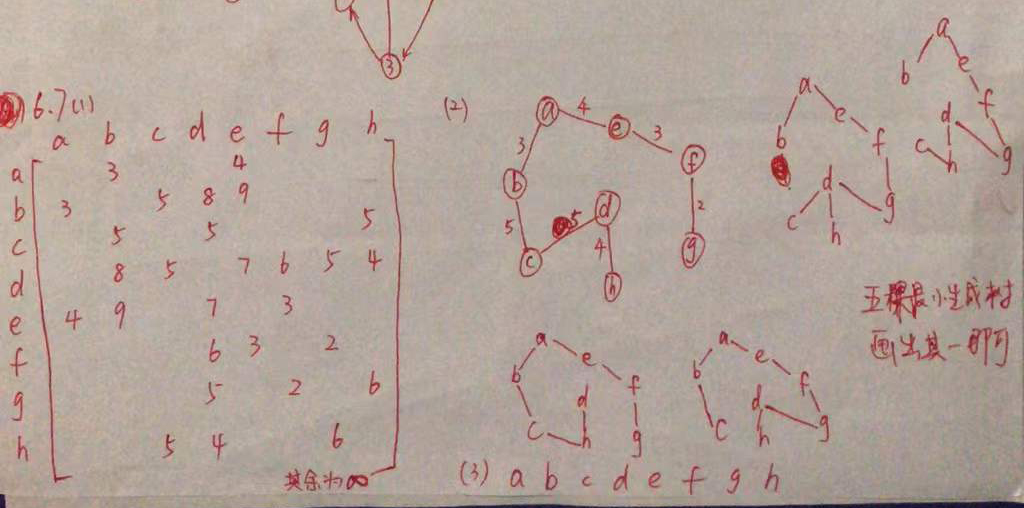 3
6.7(1)
a b c d e f g h
a 3 4
b 3 5 8 9
c 5 5 5
d 8 5 7 6 5 4
e 4 9 7 3
f 6 3 2
g 5 2 6
h 5 4 6
其余为∞
(2)
a 4 e 3 f
3 2
b d g
5 5 4
c h
a
b e
f
d
c h g
a
b e
f
d
c h g
五棵最小生成树
画出其一即可
a
b e
f
d
c h g
a
b e
f
d
c h g
(3) a b c d e f g h